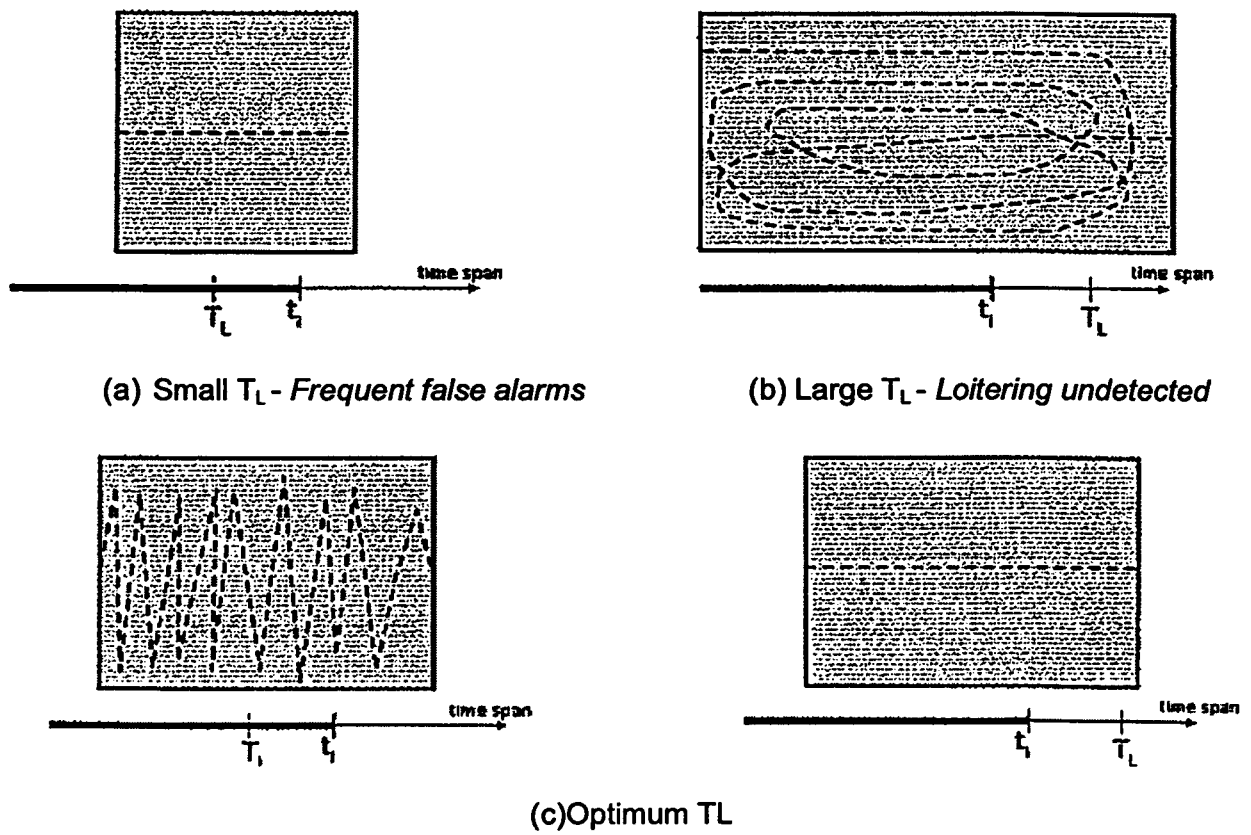 time span
T_L t_i
time span
t_i T_L
(a) Small T_L - Frequent false alarms
(b) Large T_L - Loitering undetected
time span
T_L t_i
time span
t_i T_L
(c)Optimum TL